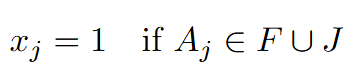 x_j = 1 if A_j ∈ F ∪ J